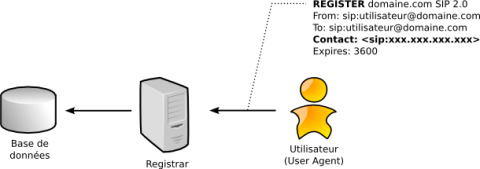 REGISTER domaine.com SIP 2.0
From: sip:utilisateur@domaine.com
To: sip:utilisateur@domaine.com
Contact: <sip:xxx.xxx.xxx.xxx>
Expires: 3600
Base de
données
Registrar
Utilisateur
(User Agent)